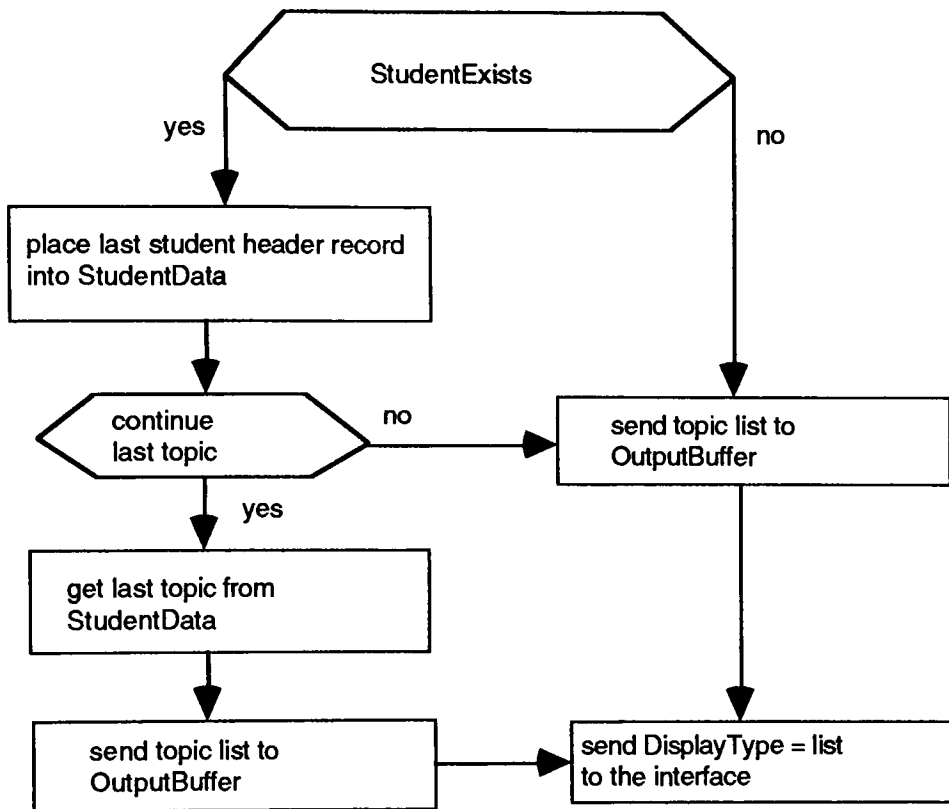 StudentExists
yes
no
place last student header record
into StudentData
continue
last topic
no
send topic list to
OutputBuffer
yes
get last topic from
StudentData
send topic list to
OutputBuffer
send DisplayType = list
to the interface